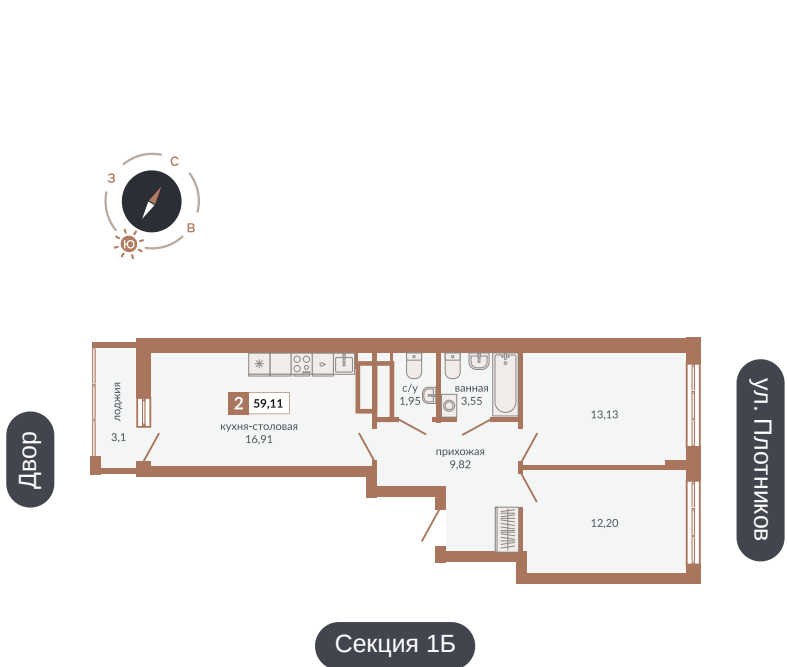 С
З
В
Ю
лоджия
3,1
2 59,11
кухня-столовая
16,91
с/у
1,95
ванная
3,55
13,13
прихожая
9,82
12,20
Двор
ул. Плотников
Секция 1Б